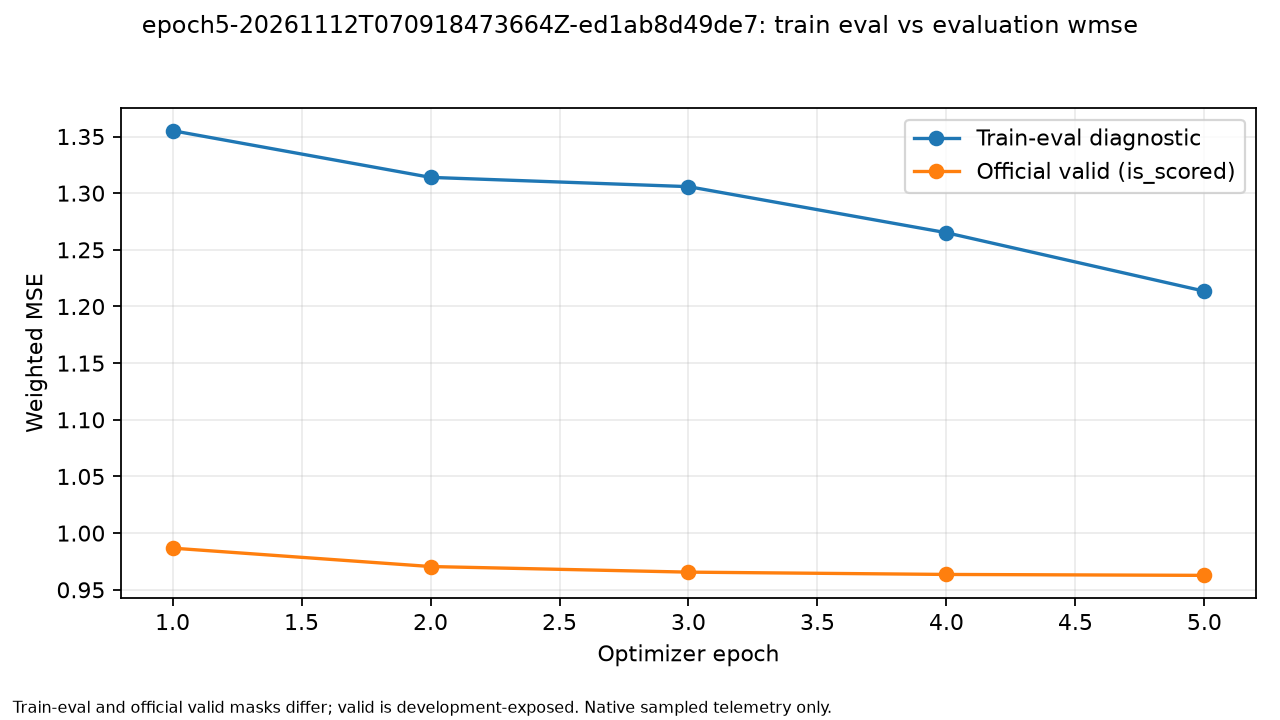 epoch5-20261112T070918473664Z-ed1ab8d49de7: train eval vs evaluation wmse
Train-eval diagnostic
Official valid (is_scored)
Weighted MSE
1.35
1.30
1.25
1.20
1.15
1.10
1.05
1.00
0.95
1.0 1.5 2.0 2.5 3.0 3.5 4.0 4.5 5.0
Optimizer epoch
Train-eval and official valid masks differ; valid is development-exposed. Native sampled telemetry only.